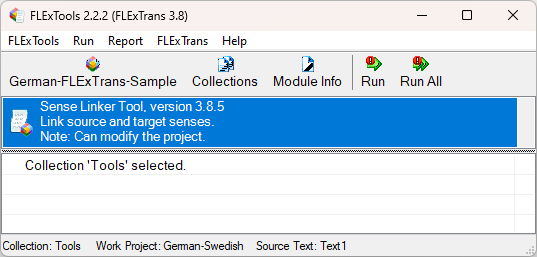 FLExTools 2.2.2 (FLExTrans 3.8)
FLExTools Run Report FLExTrans Help
German-FLExTrans-Sample Collections Module Info Run Run All
Sense Linker Tool, version 3.8.5
Link source and target senses.
Note: Can modify the project.
Collection 'Tools' selected.
Collection: Tools Work Project: German-Swedish Source Text: Text1